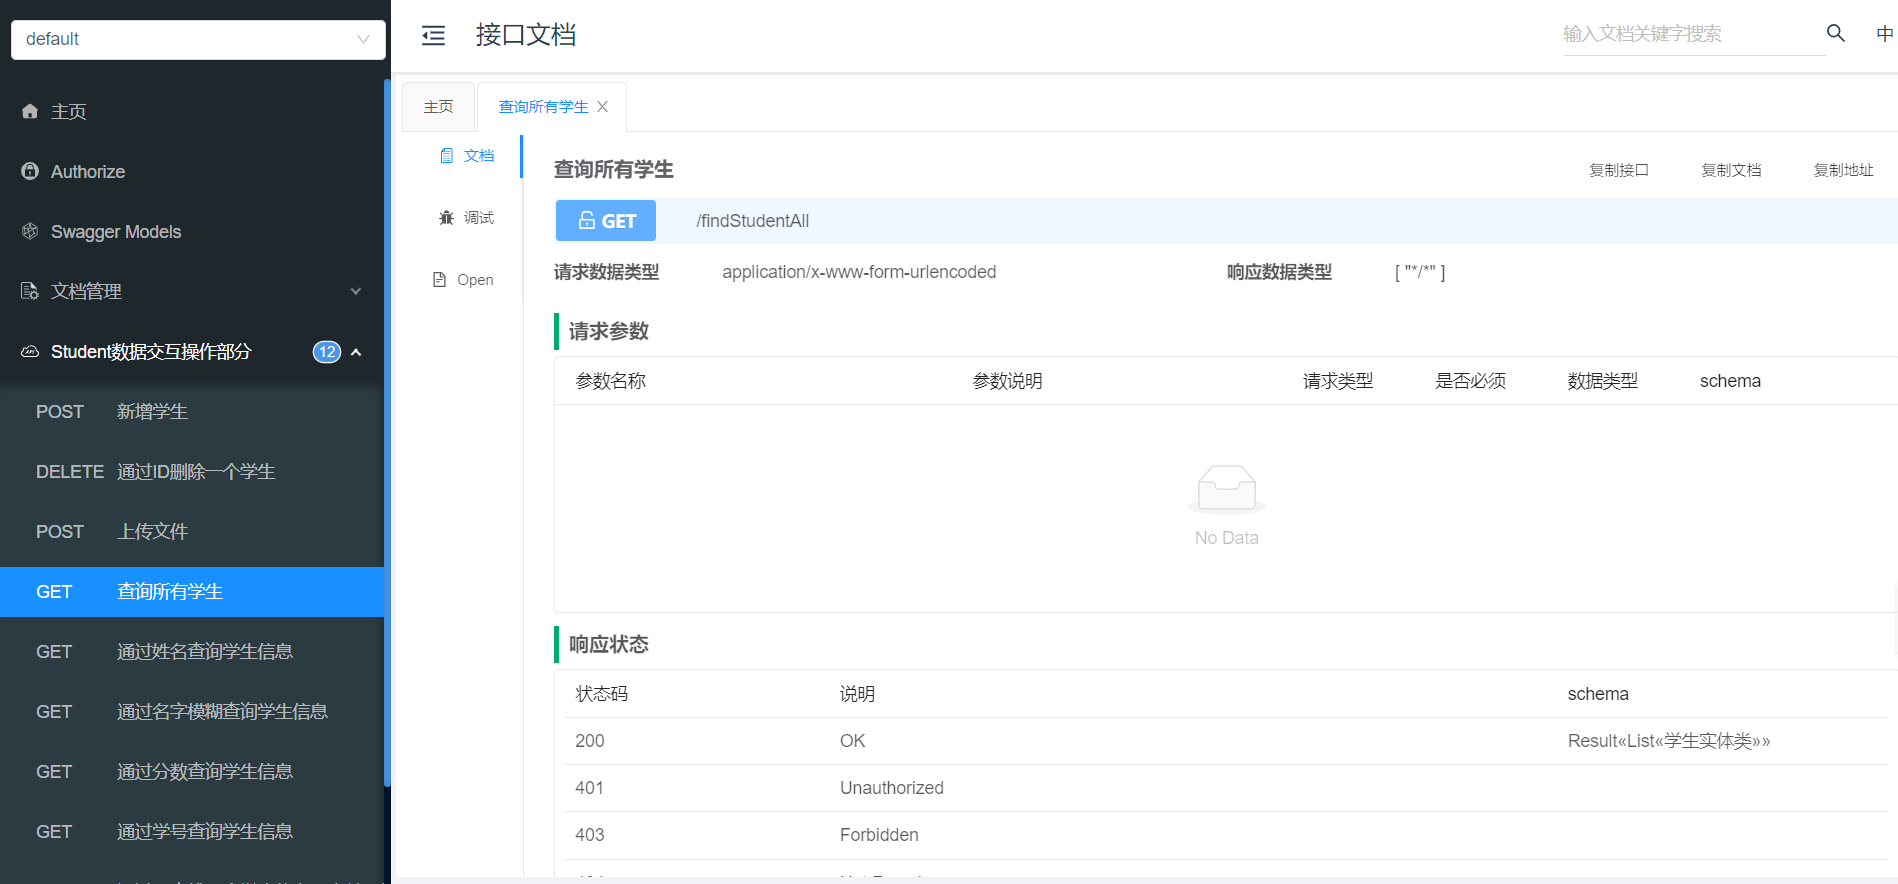 default
主页
Authorize
Swagger Models
文档管理
Student数据交互操作部分 12
POST 新增学生
DELETE 通过ID删除一个学生
POST 上传文件
GET 查询所有学生
GET 通过姓名查询学生信息
GET 通过名字模糊查询学生信息
GET 通过分数查询学生信息
GET 通过学号查询学生信息
接口文档
输入文档关键字搜索
中
主页
查询所有学生
文档
调试
Open
查询所有学生
复制接口 复制文档 复制地址
GET /findStudentAll
请求数据类型 application/x-www-form-urlencoded 响应数据类型 [ "*/*" ]
请求参数
参数名称 参数说明 请求类型 是否必须 数据类型 schema
No Data
响应状态
状态码 说明 schema
200 OK Result«List«学生实体类»»
401 Unauthorized
403 Forbidden